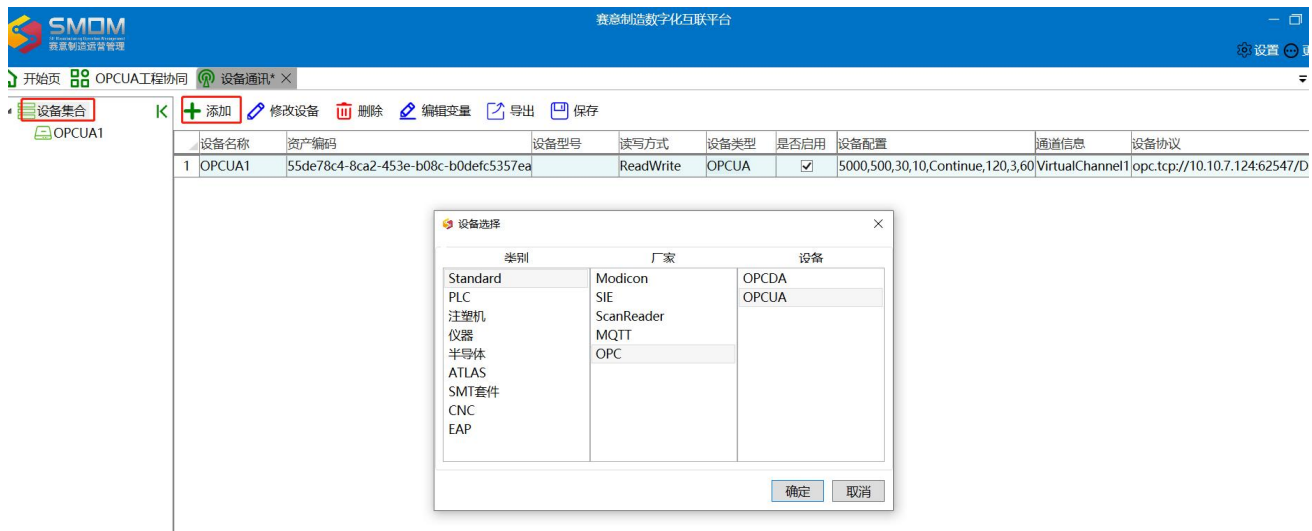 SMOM
SIE Manufacturing Operation Management
赛意制造运营管理
赛意制造数字化互联平台
设置
开始页 OPCUA工程协同 设备通讯*
设备集合 添加 修改设备 删除 编辑变量 导出 保存
OPCUA1
设备名称 资产编码 设备型号 读写方式 设备类型 是否启用 设备配置 通道信息 设备协议
1 OPCUA1 55de78c4-8ca2-453e-b08c-b0defc5357ea ReadWrite OPCUA 5000,500,30,10,Continue,120,3,60 VirtualChannel1 opc.tcp://10.10.7.124:62547/D
设备选择
类别 厂家 设备
Standard Modicon OPCDA
PLC SIE OPCUA
注塑机 ScanReader
仪器 MQTT
半导体 OPC
ATLAS
SMT套件
CNC
EAP
确定 取消